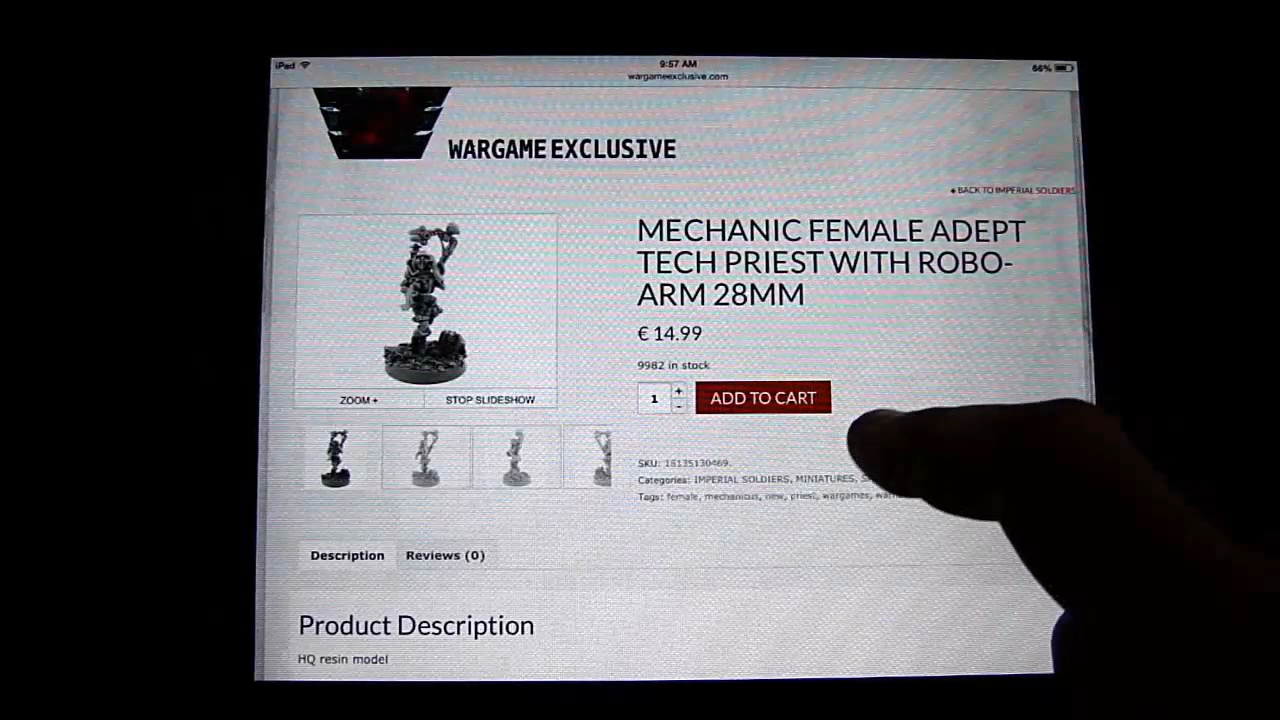 iPad
9:57 AM
66%
wargameexclusive.com
WARGAME EXCLUSIVE
BACK TO IMPERIAL SOLDIERS
MECHANIC FEMALE ADEPT
TECH PRIEST WITH ROBO-
ARM 28MM
€ 14.99
9982 in stock
1 + -
ADD TO CART
ZOOM +
STOP SLIDESHOW
SKU: 16135130469.
Categories: IMPERIAL SOLDIERS, MINIATURES,
Tags: female, mechanicus, new, priest, wargames,
Description
Reviews (0)
Product Description
HQ resin model